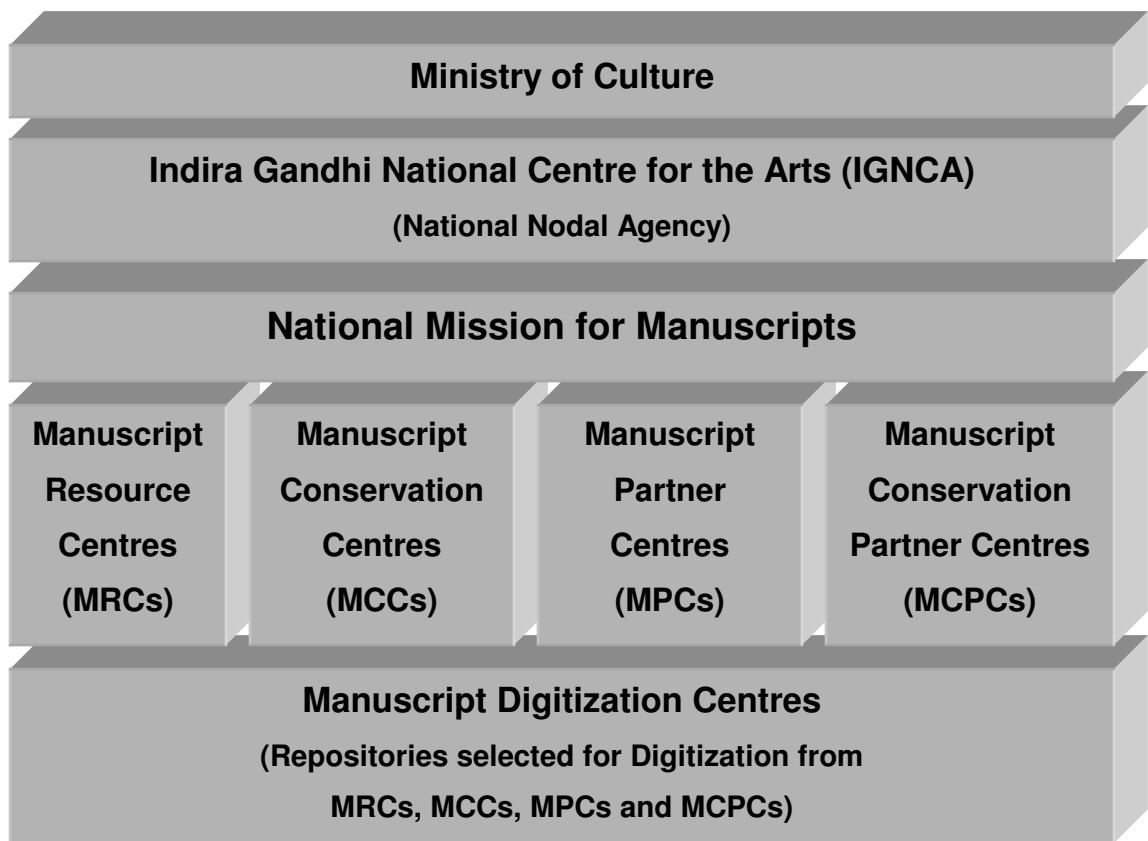 Ministry of Culture
Indira Gandhi National Centre for the Arts (IGNCA)
(National Nodal Agency)
National Mission for Manuscripts
Manuscript
Resource
Centres
(MRCs)
Manuscript
Conservation
Centres
(MCCs)
Manuscript
Partner
Centres
(MPCs)
Manuscript
Conservation
Partner Centres
(MCPCs)
Manuscript Digitization Centres
(Repositories selected for Digitization from
MRCs, MCCs, MPCs and MCPCs)